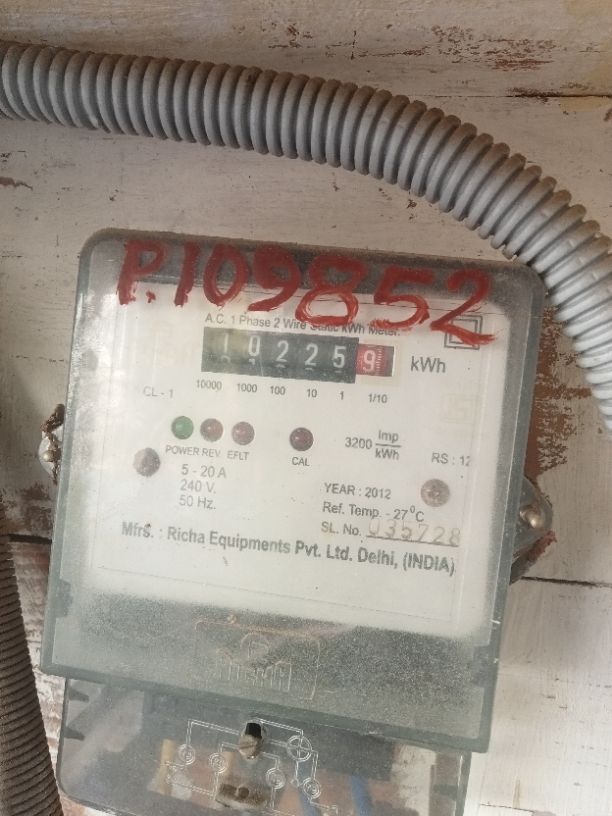 P.109852
A.C. 1 Phase 2 Wire Static kWh Meter.
10225 9 kWh
10000 1000 100 10 1 1/10
CL - 1
POWER REV. EFLT
CAL
3200 Imp/kWh
RS : 12
5 - 20 A
240 V.
50 Hz.
YEAR : 2012
Ref. Temp. - 27°C
SL. No. 035728
Mfrs. : Richa Equipments Pvt. Ltd. Delhi, (INDIA)